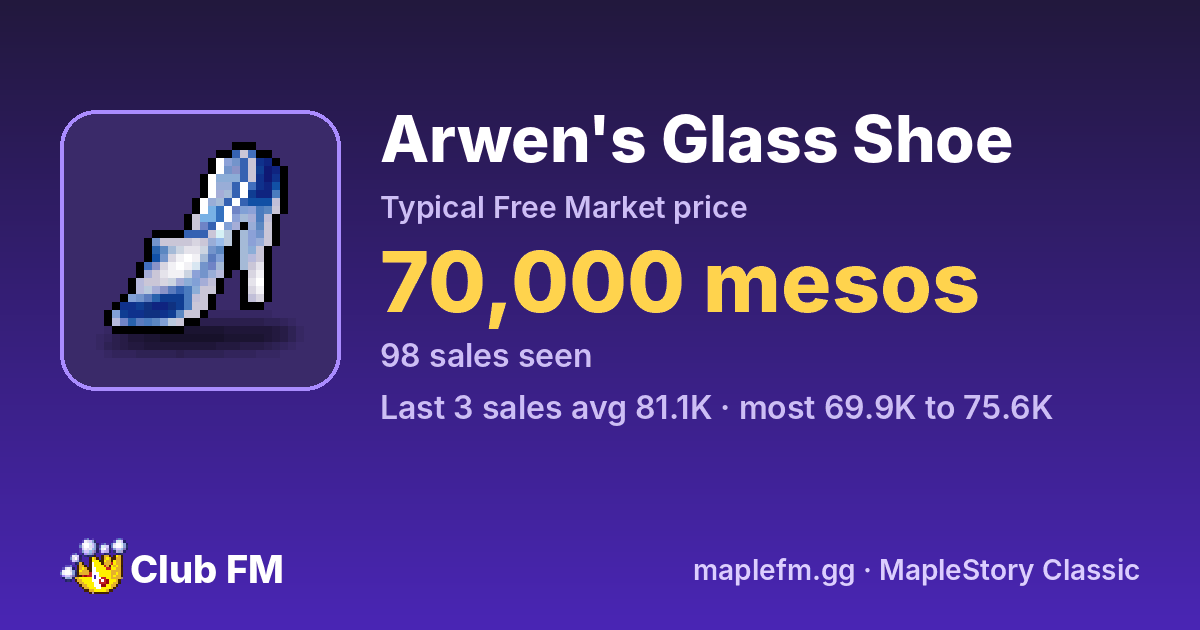 Arwen's Glass Shoe
Typical Free Market price
70,000 mesos
98 sales seen
Last 3 sales avg 81.1K · most 69.9K to 75.6K
Club FM
maplefm.gg · MapleStory Classic